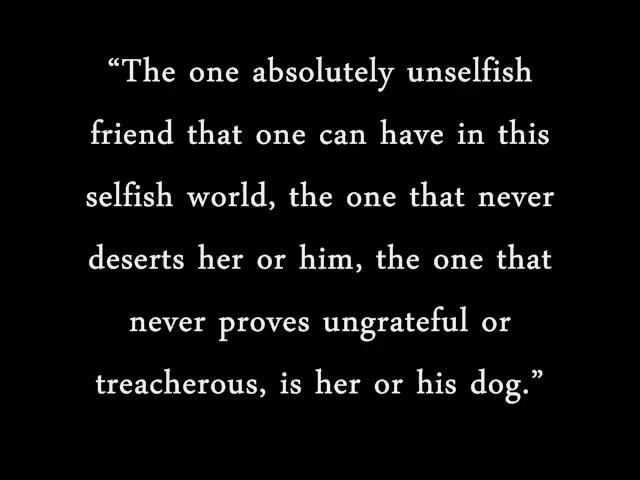 “The one absolutely unselfish
friend that one can have in this
selfish world, the one that never
deserts her or him, the one that
never proves ungrateful or
treacherous, is her or his dog.”